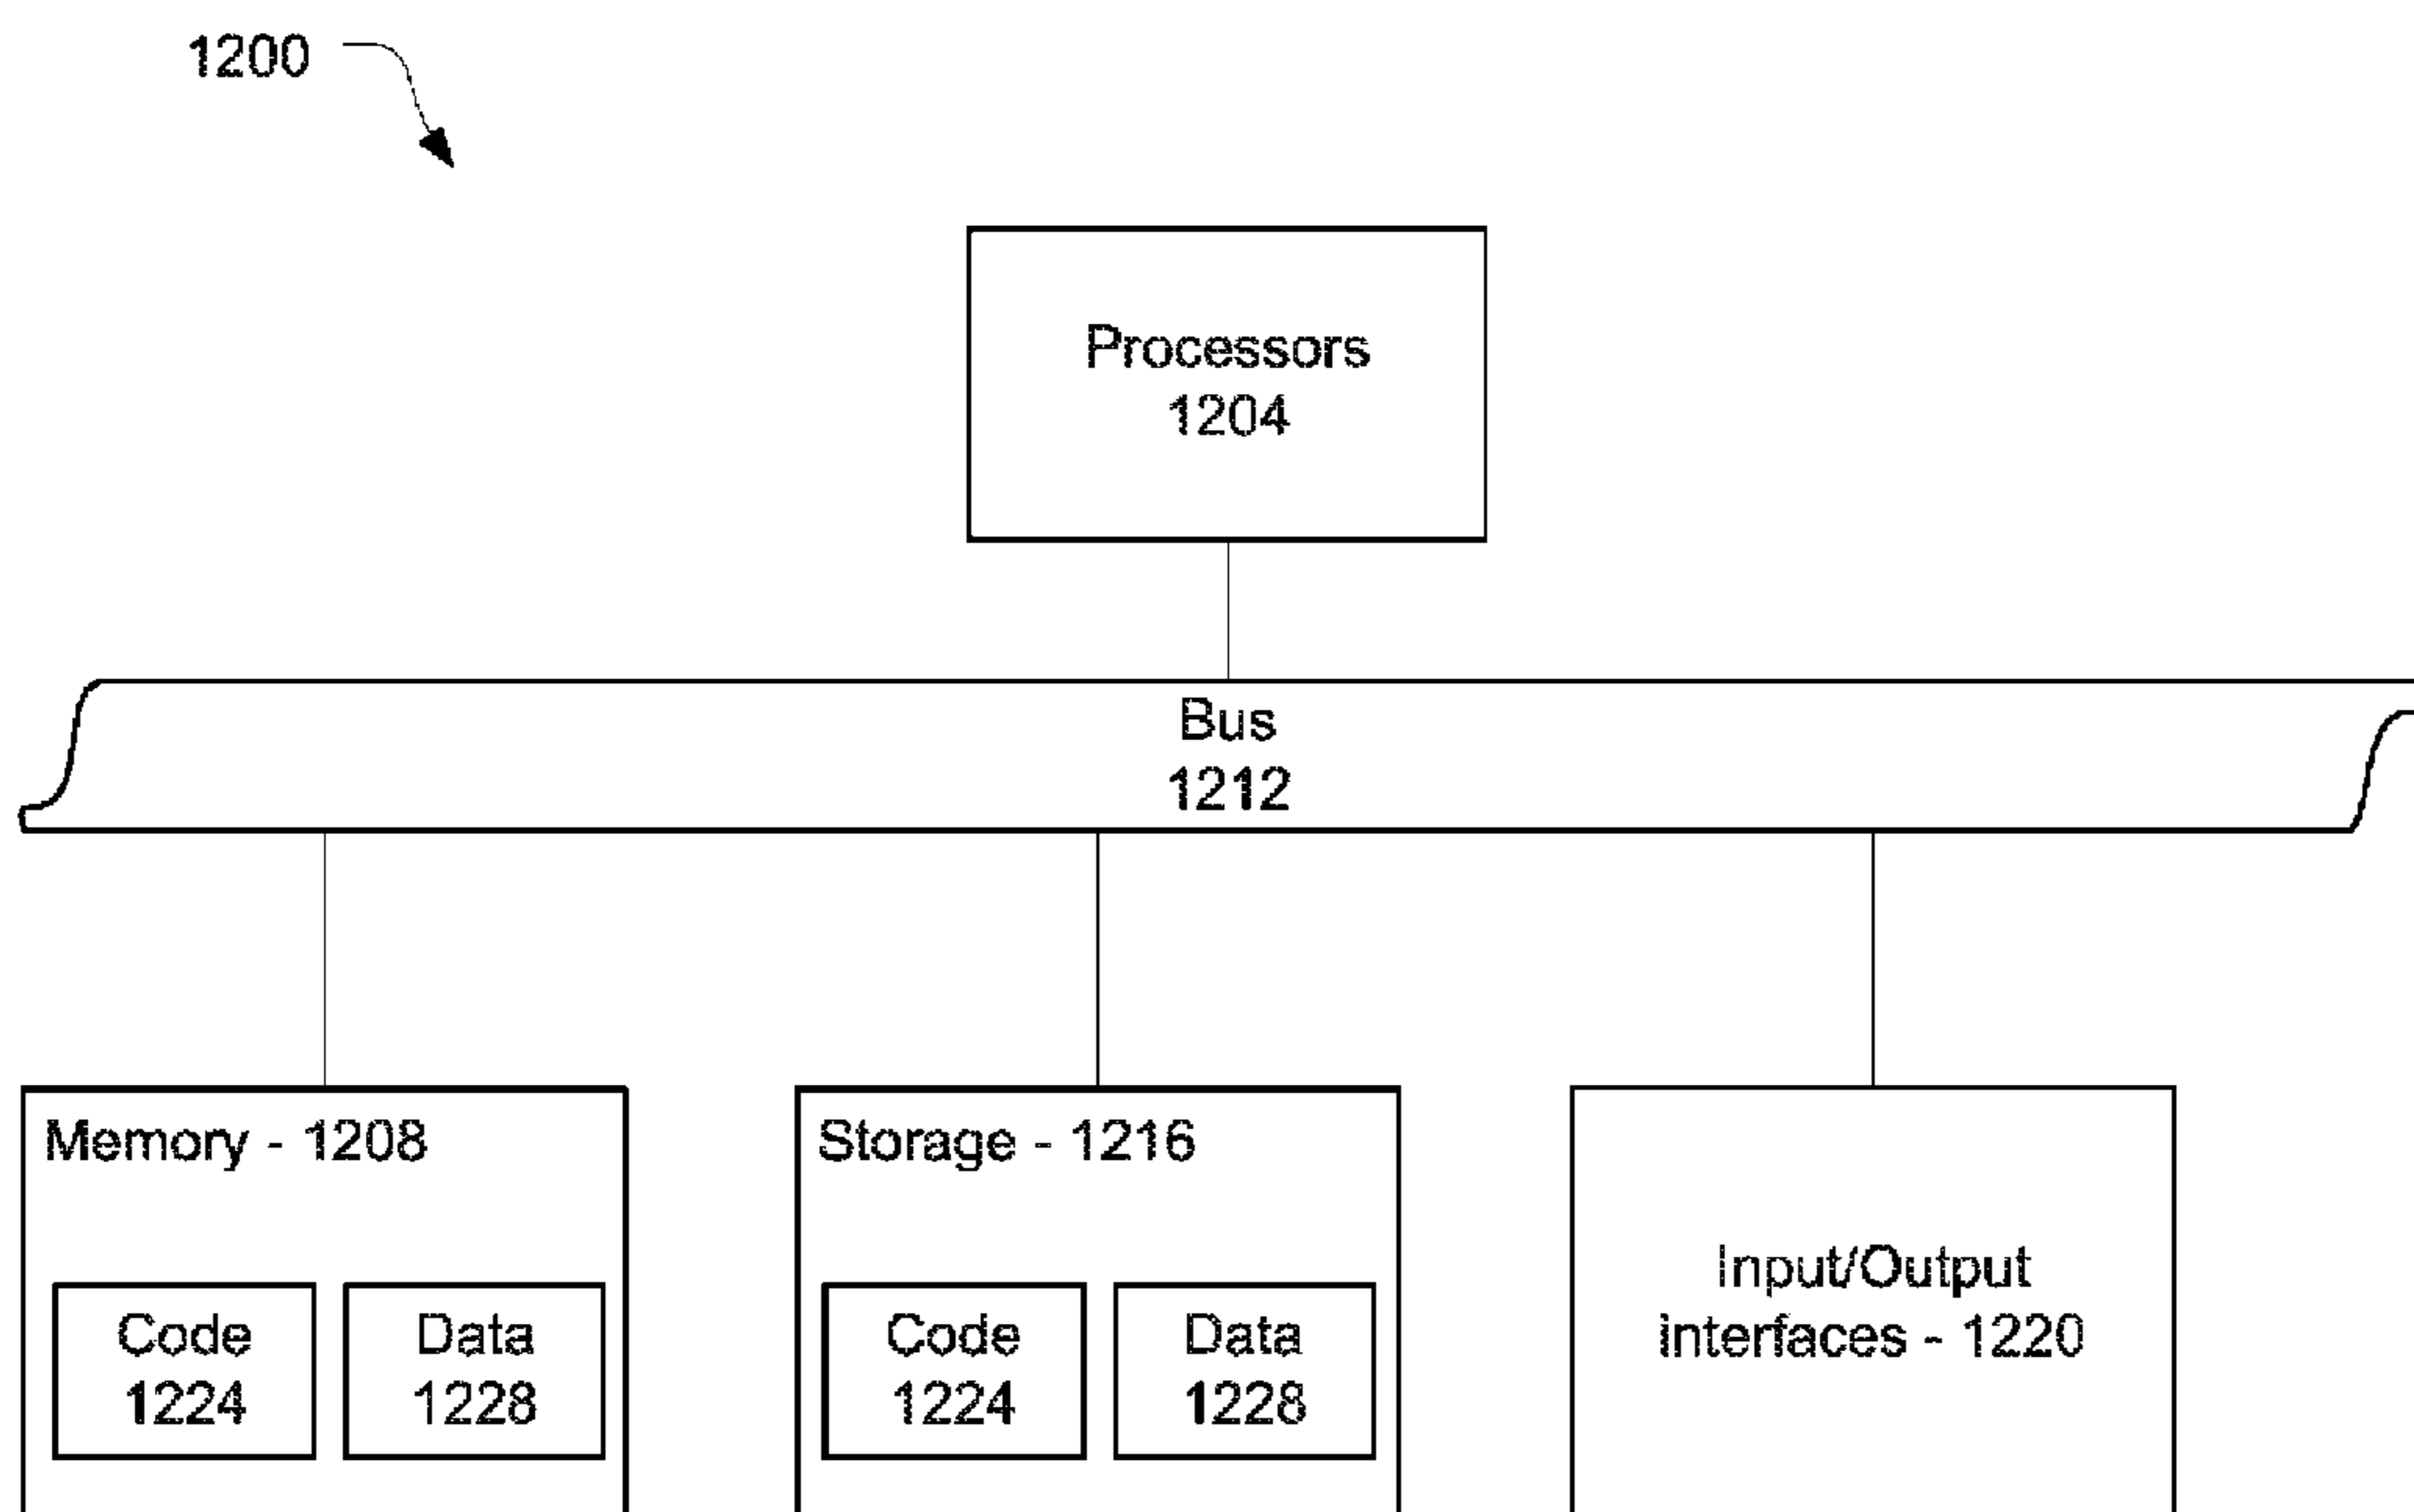 1200
Processors
1204
Bus
1212
Memory - 1208
Code
1224
Data
1228
Storage - 1216
Code
1224
Data
1228
Input/Output
interfaces - 1220